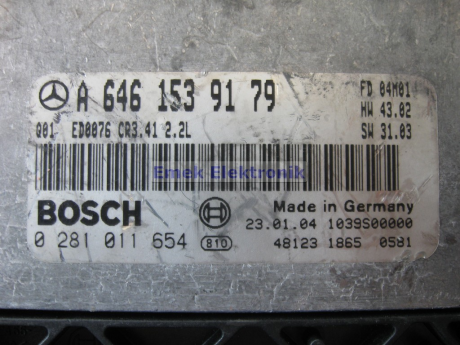 A 646 153 91 79
FD 04M01
HW 43.02
Q01 ED0076 CR3.41 2.2L
SW 31.03
Emek Elektronik
BOSCH
Made in Germany
23.01.04 1039S00000
0 281 011 654 810
48123 1865 0581